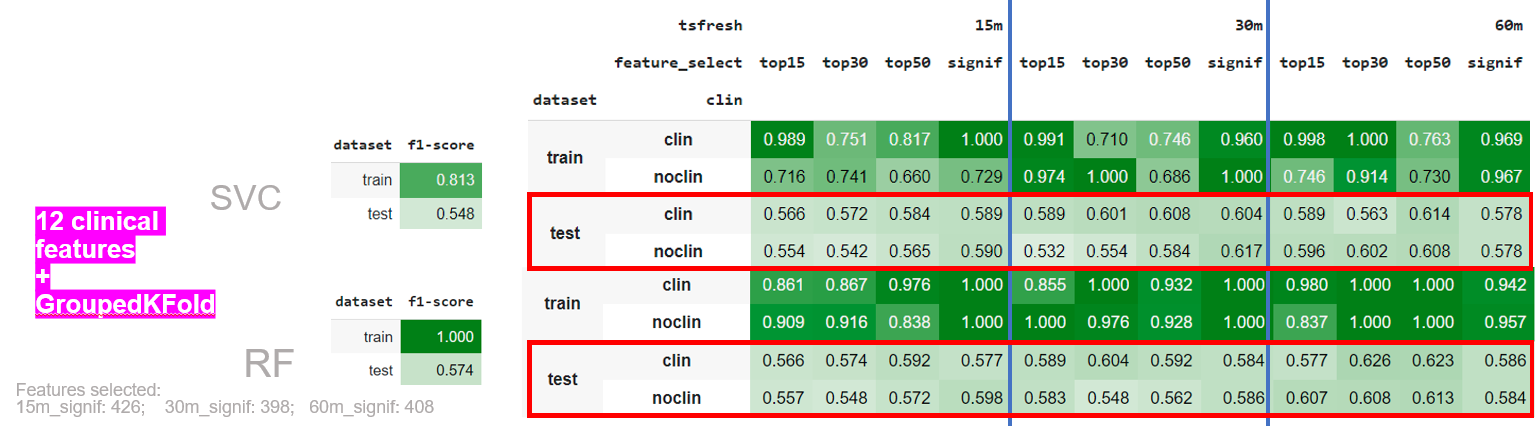 tsfresh 15m 30m 60m
feature_select top15 top30 top50 signif top15 top30 top50 signif top15 top30 top50 signif
dataset clin
train clin 0.989 0.751 0.817 1.000 0.991 0.710 0.746 0.960 0.998 1.000 0.763 0.969
noclin 0.716 0.741 0.660 0.729 0.974 1.000 0.686 1.000 0.746 0.914 0.730 0.967
test clin 0.566 0.572 0.584 0.589 0.589 0.601 0.608 0.604 0.589 0.563 0.614 0.578
noclin 0.554 0.542 0.565 0.590 0.532 0.554 0.584 0.617 0.596 0.602 0.608 0.578
train clin 0.861 0.867 0.976 1.000 0.855 1.000 0.932 1.000 0.980 1.000 1.000 0.942
noclin 0.909 0.916 0.838 1.000 1.000 0.976 0.928 1.000 0.837 1.000 1.000 0.957
test clin 0.566 0.574 0.592 0.577 0.589 0.604 0.592 0.584 0.577 0.626 0.623 0.586
noclin 0.557 0.548 0.572 0.598 0.583 0.548 0.562 0.586 0.607 0.608 0.613 0.584
dataset f1-score
train 0.813
test 0.548
SVC
12 clinical
features
+
GroupedKFold
dataset f1-score
train 1.000
test 0.574
RF
Features selected:
15m_signif: 426; 30m_signif: 398; 60m_signif: 408